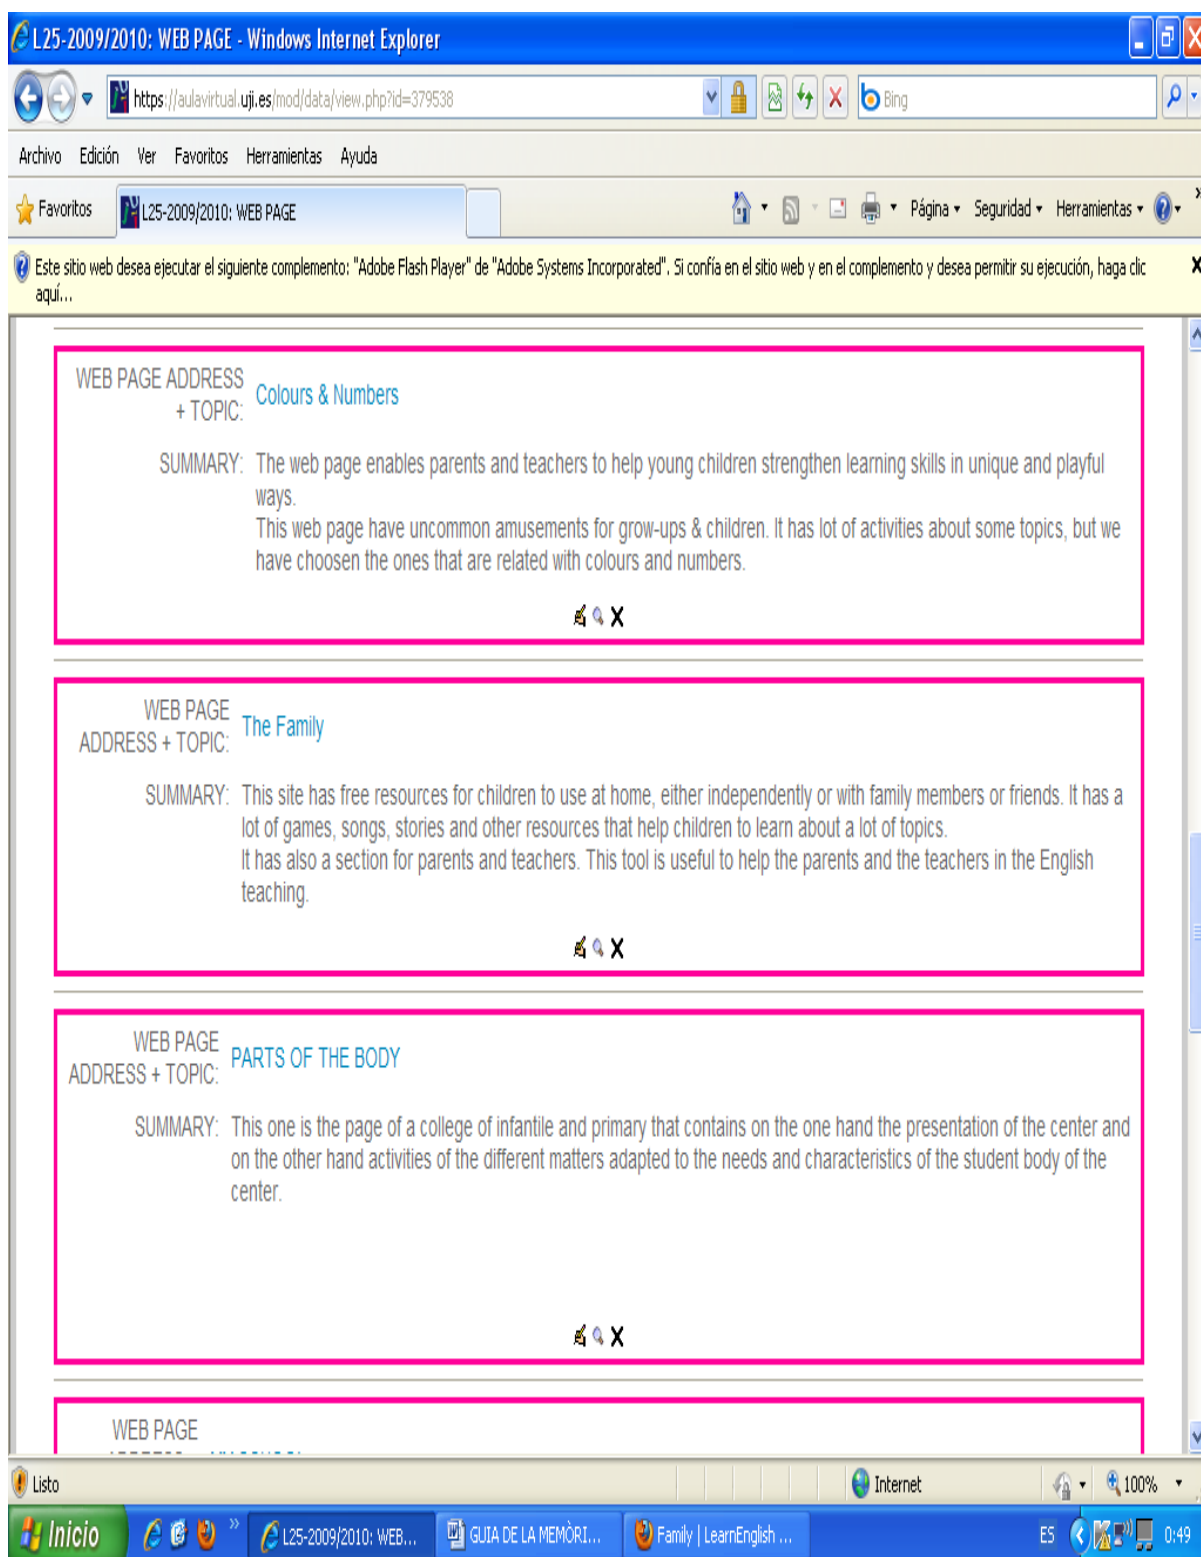 L25-2009/2010: WEB PAGE - Windows Internet Explorer
https://aulavirtual.uji.es/mod/data/view.php?id=379538
Bing
Archivo Edición Ver Favoritos Herramientas Ayuda
Favoritos L25-2009/2010: WEB PAGE Página Seguridad Herramientas
Este sitio web desea ejecutar el siguiente complemento: "Adobe Flash Player" de "Adobe Systems Incorporated". Si confía en el sitio web y en el complemento y desea permitir su ejecución, haga clic
aquí...
WEB PAGE ADDRESS
+ TOPIC:
Colours & Numbers
SUMMARY: The web page enables parents and teachers to help young children strengthen learning skills in unique and playful
ways.
This web page have uncommon amusements for grow-ups & children. It has lot of activities about some topics, but we
have choosen the ones that are related with colours and numbers.
WEB PAGE
ADDRESS + TOPIC:
The Family
SUMMARY: This site has free resources for children to use at home, either independently or with family members or friends. It has a
lot of games, songs, stories and other resources that help children to learn about a lot of topics.
It has also a section for parents and teachers. This tool is useful to help the parents and the teachers in the English
teaching.
WEB PAGE
ADDRESS + TOPIC:
PARTS OF THE BODY
SUMMARY: This one is the page of a college of infantile and primary that contains on the one hand the presentation of the center and
on the other hand activities of the different matters adapted to the needs and characteristics of the student body of the
center.
WEB PAGE
Listo Internet 100%
Inicio L25-2009/2010: WEB... GUIA DE LA MEMÒRI... Family | LearnEnglish ... ES 0:49